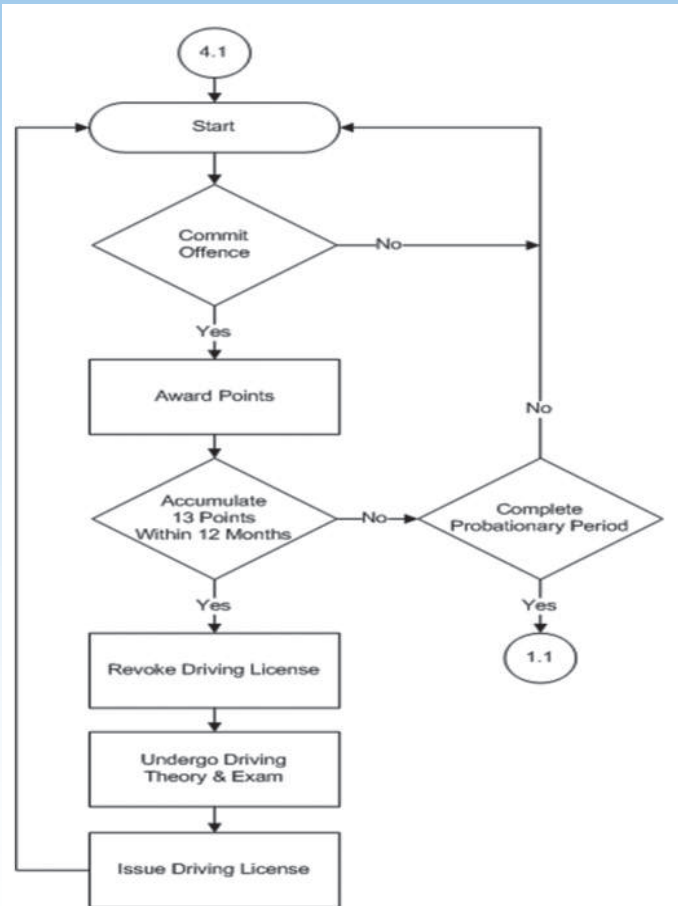 4.1
Start
Commit
Offence
No
Yes
Award Points
No
Accumulate
13 Points
Within 12 Months
No
Complete
Probationary Period
Yes
Yes
Revoke Driving License
1.1
Undergo Driving
Theory & Exam
Issue Driving License